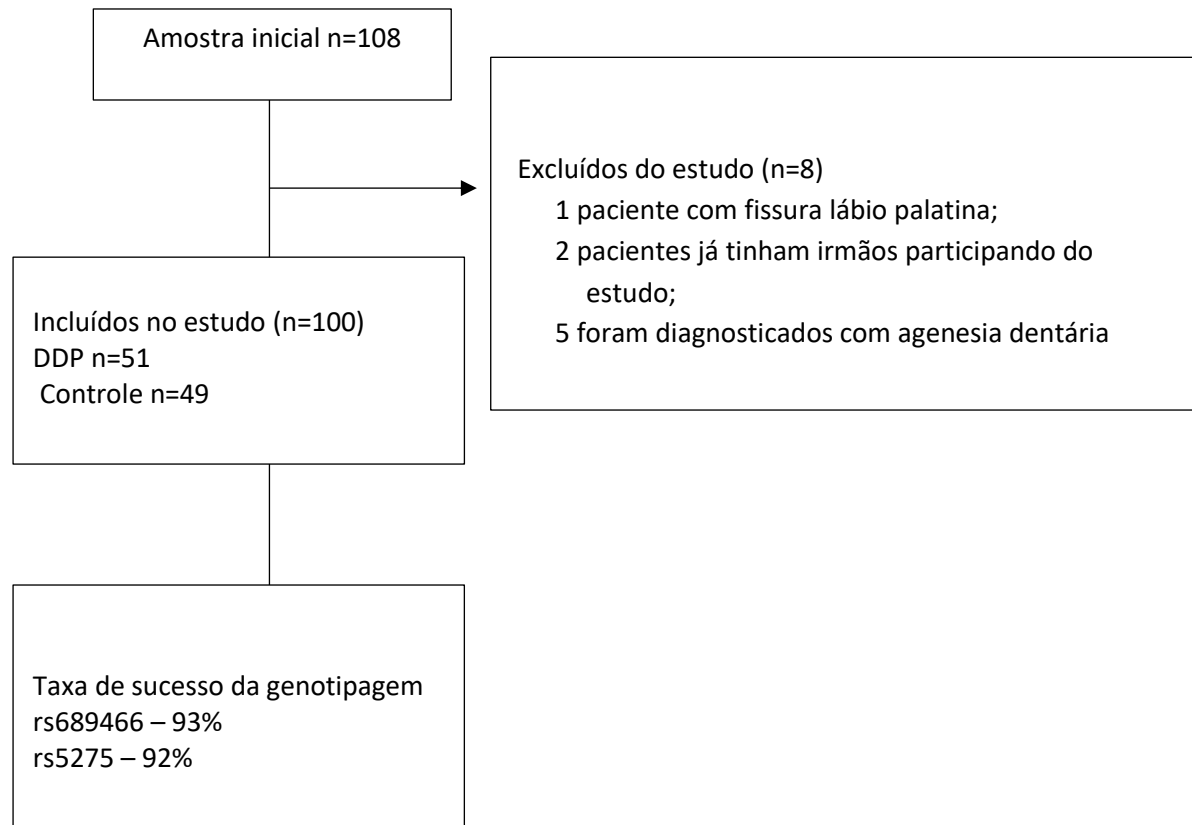 Amostra inicial n=108
Excluídos do estudo (n=8)
1 paciente com fissura lábio palatina;
2 pacientes já tinham irmãos participando do
estudo;
5 foram diagnosticados com agenesia dentária
Incluídos no estudo (n=100)
DDP n=51
Controle n=49
Taxa de sucesso da genotipagem
rs689466 – 93%
rs5275 – 92%